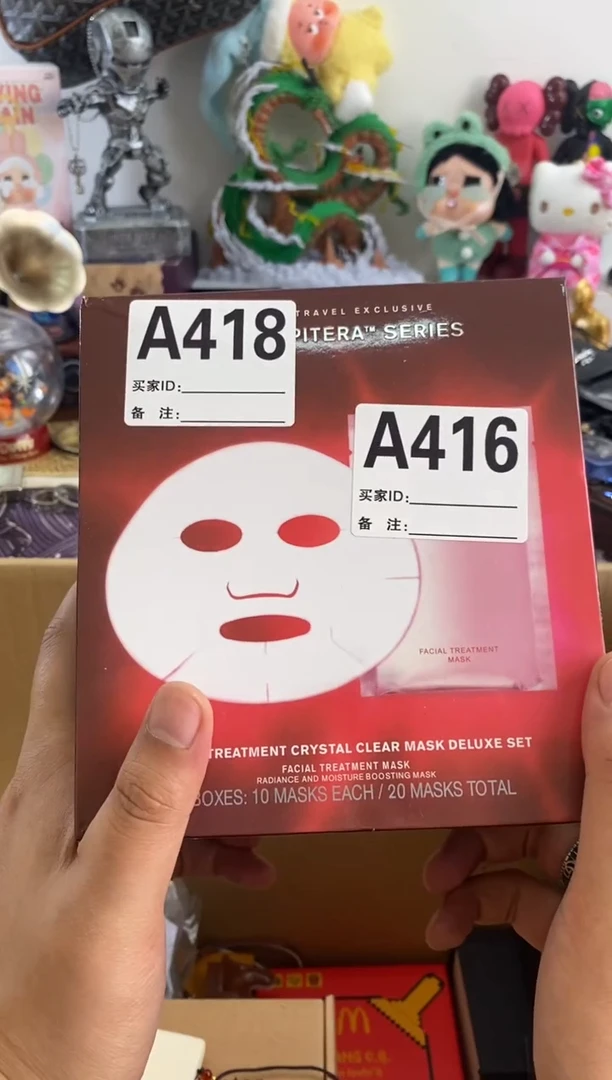 TRAVEL EXCLUSIVE
PITERA™ SERIES
A418
买家ID:
备 注:
A416
买家ID:
备 注:
FACIAL TREATMENT
MASK
TREATMENT CRYSTAL CLEAR MASK DELUXE SET
FACIAL TREATMENT MASK
RADIANCE AND MOISTURE BOOSTING MASK
BOXES: 10 MASKS EACH / 20 MASKS TOTAL